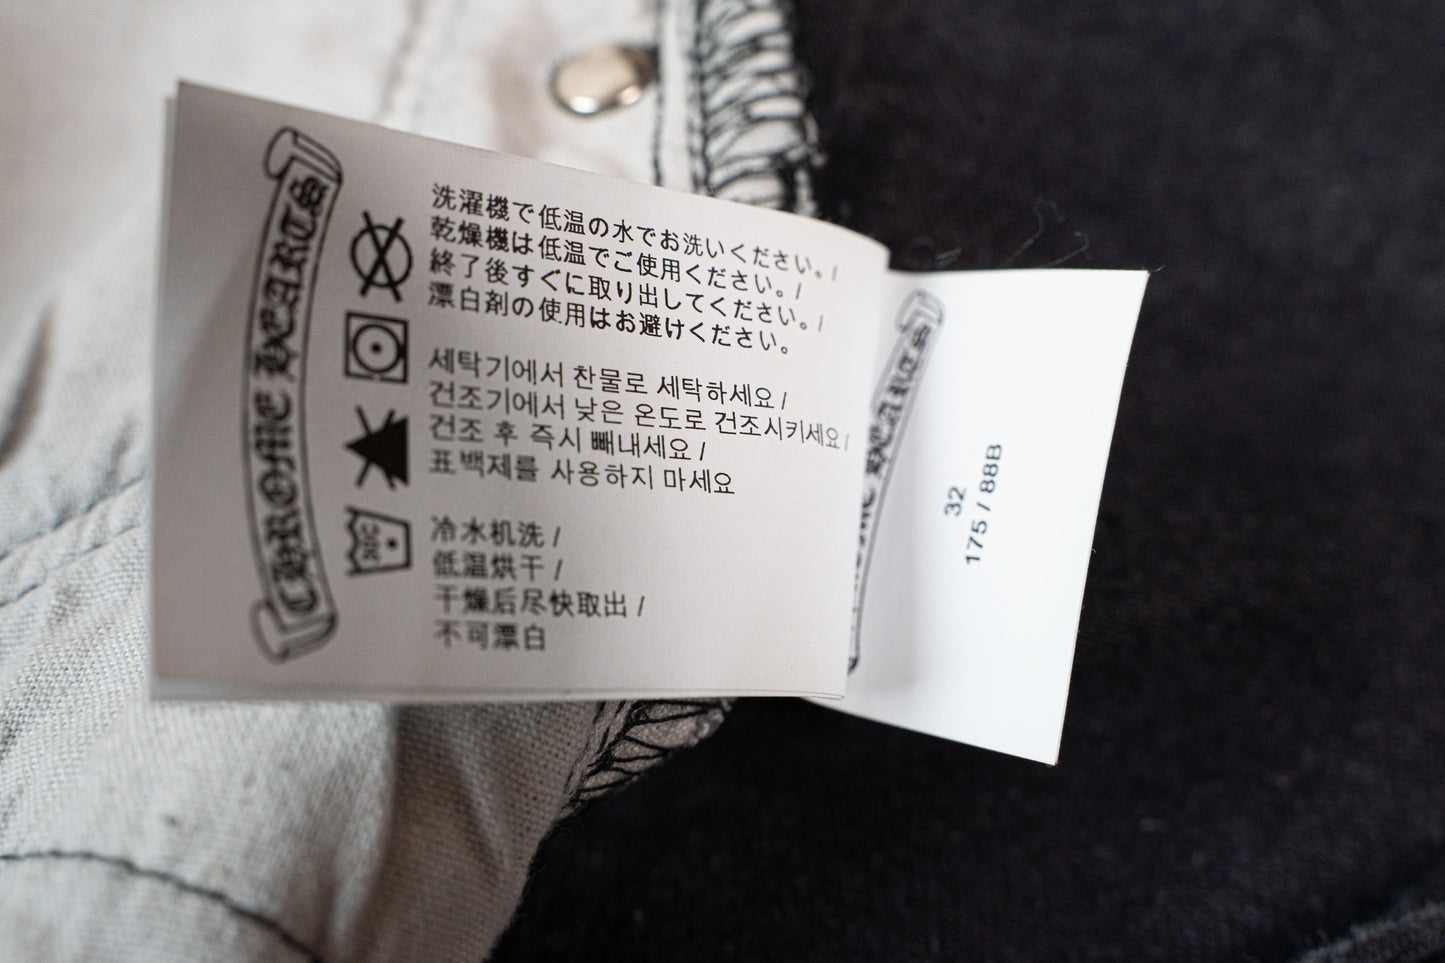 CHROME HEARTS
洗濯機で低温の水でお洗いください。/
乾燥機は低温でご使用ください。/
終了後すぐに取り出してください。/
漂白剤の使用はお避けください。
세탁기에서 찬물로 세탁하세요 /
건조기에서 낮은 온도로 건조시키세요 /
건조 후 즉시 빼내세요 /
표백제를 사용하지 마세요
冷水机洗 /
低温烘干 /
干燥后尽快取出 /
不可漂白
32
175 / 88B